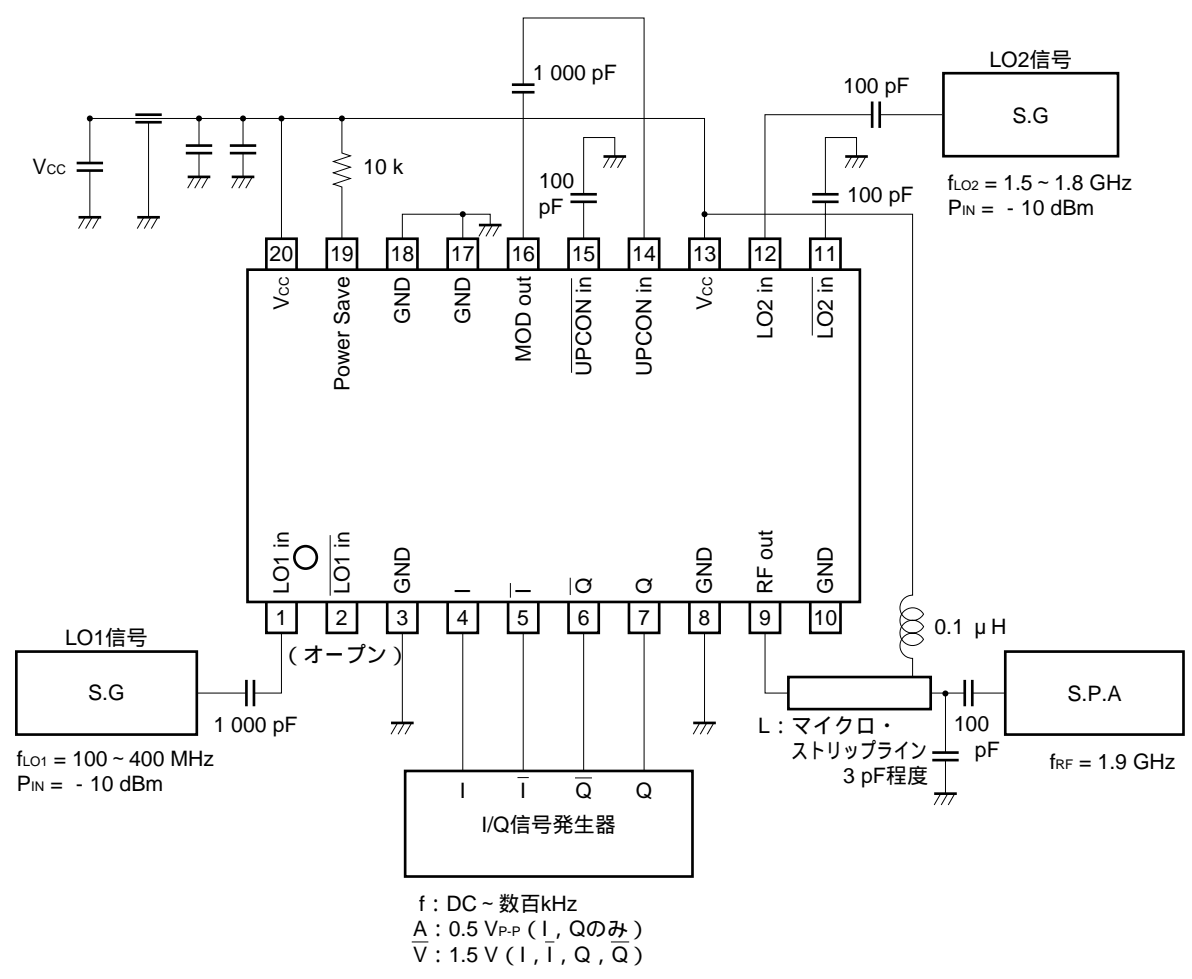 LO2信号
S.G
fLO2 = 1.5 ~ 1.8 GHz
PIN = - 10 dBm
1 000 pF
100 pF
VCC
10 k
100
pF
100 pF
20
19
18
17
16
15
14
13
12
11
VCC
Power Save
GND
GND
MOD out
U̅P̅C̅O̅N̅ ̅i̅n̅
UPCON in
VCC
LO2 in
L̅O̅2̅ ̅i̅n̅
LO1 in
L̅O̅1̅ ̅i̅n̅
GND
I
I̅
Q̅
Q
GND
RF out
GND
1
2
3
4
5
6
7
8
9
10
(オープン)
LO1信号
S.G
1 000 pF
fLO1 = 100 ~ 400 MHz
PIN = - 10 dBm
0.1 μH
S.P.A
100
pF
fRF = 1.9 GHz
L:マイクロ・
ストリップライン
3 pF程度
I
I̅
Q̅
Q
I/Q信号発生器
f:DC ~ 数百kHz
A:0.5 VP-P(I, Qのみ)
V̅:1.5 V(I, I̅, Q, Q̅)